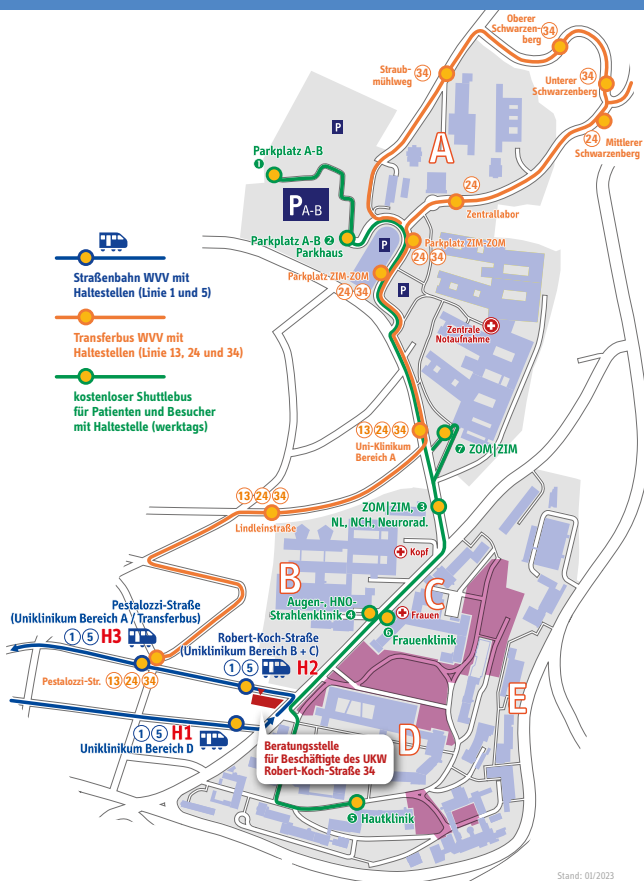 Oberer
Schwarzen-
berg
34
Straub-
mühlweg
34
Unterer
Schwarzenberg
34
24
Mittlerer
Schwarzenberg
P
A
Parkplatz A-B
1
24
Zentrallabor
P A-B
Parkplatz A-B 2
Parkhaus
P
Parkplatz ZIM-ZOM
24 34
Parkplatz-ZIM-ZOM
24 34
P
Straßenbahn WVV mit
Haltestellen (Linie 1 und 5)
Transferbus WVV mit
Haltestellen (Linie 13, 24 und 34)
kostenloser Shuttlebus
für Patienten und Besucher
mit Haltestelle (werktags)
Zentrale
Notaufnahme
13 24 34
Uni-Klinikum
Bereich A
7 ZOM|ZIM
13 24 34
Lindleinstraße
ZOM|ZIM, 3
NL, NCH, Neurorad.
Kopf
B
C
Augen-, HNO-
Strahlenklinik 4
Frauen
6
Frauenklinik
Pestalozzi-Straße
(Uniklinikum Bereich A / Transferbus)
1 5 H3
Robert-Koch-Straße
(Uniklinikum Bereich B + C)
1 5 H2
Pestalozzi-Str. 13 24 34
E
1 5 H1
Uniklinikum Bereich D
D
Beratungsstelle
für Beschäftigte des UKW
Robert-Koch-Straße 34
5 Hautklinik
Stand: 01/2023